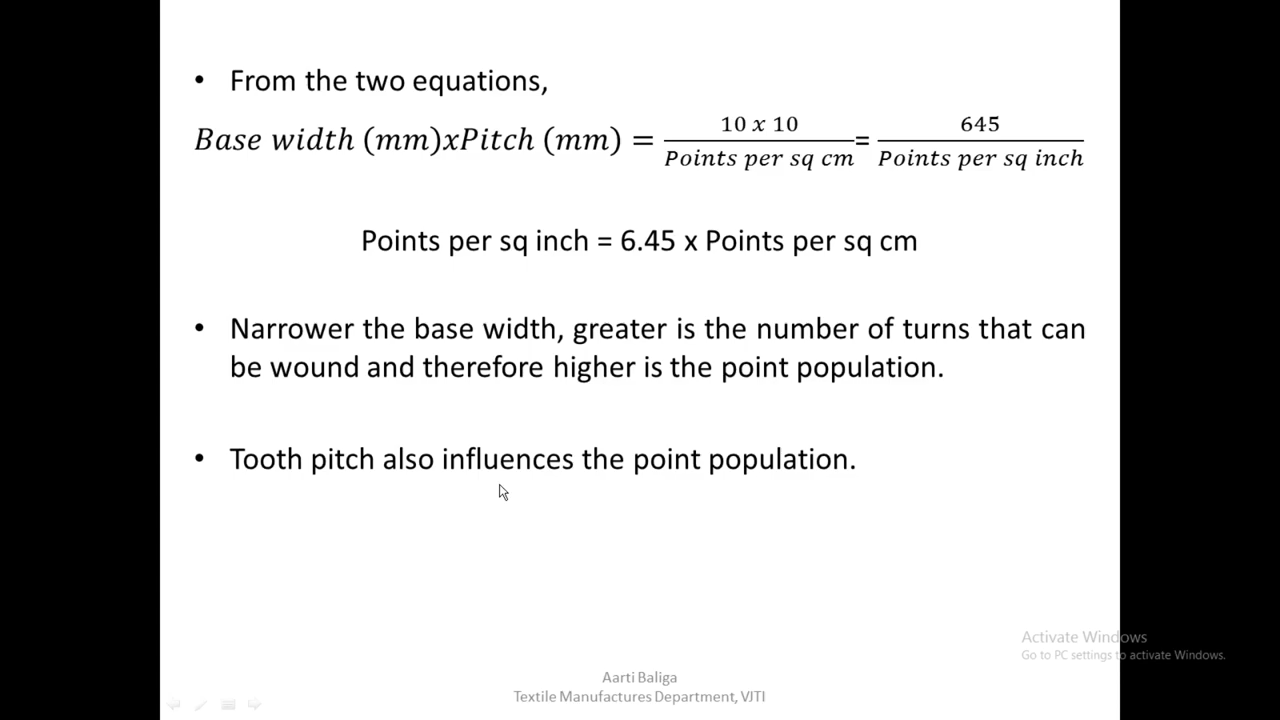 • From the two equations,
Base width (mm)xPitch (mm) = 10 x 10 / Points per sq cm = 645 / Points per sq inch
Points per sq inch = 6.45 x Points per sq cm
• Narrower the base width, greater is the number of turns that can
be wound and therefore higher is the point population.
• Tooth pitch also influences the point population.
Activate Windows
Go to PC settings to activate Windows.
Aarti Baliga
Textile Manufactures Department, VJTI